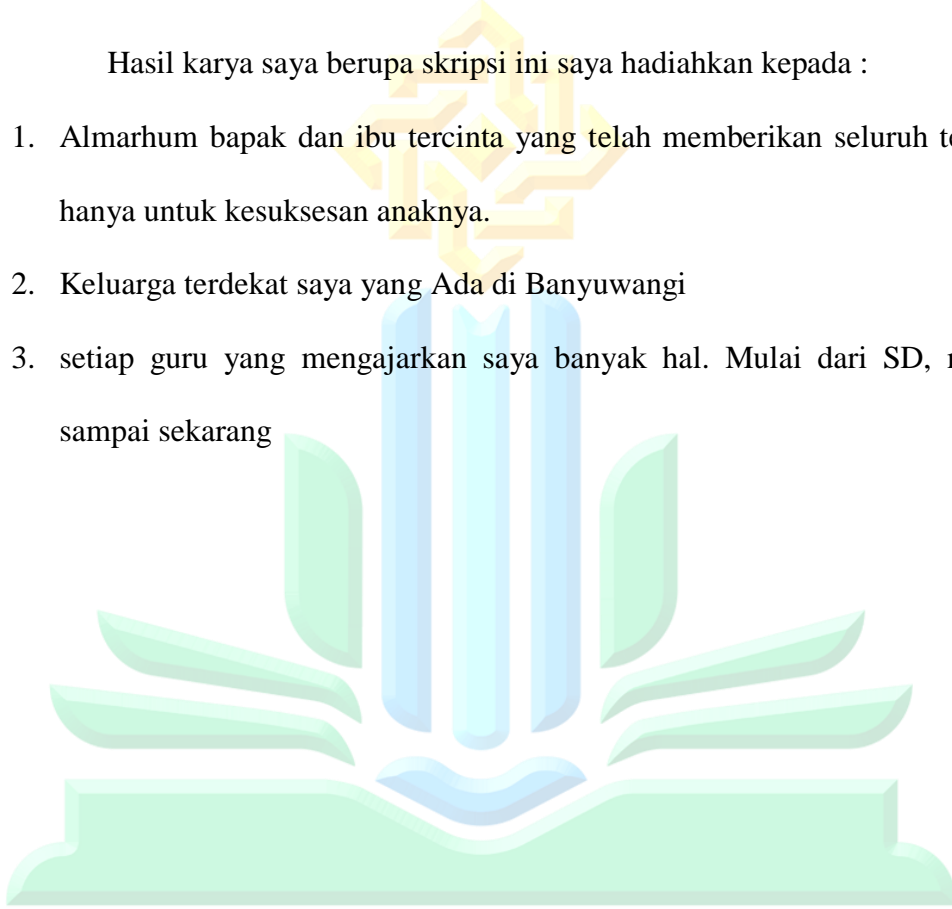 Hasil karya saya berupa skripsi ini saya hadiahkan kepada :
1. Almarhum bapak dan ibu tercinta yang telah memberikan seluruh
hanya untuk kesuksesan anaknya.
2. Keluarga terdekat saya yang Ada di Banyuwangi
3. setiap guru yang mengajarkan saya banyak hal. Mulai dari SD,
sampai sekarang